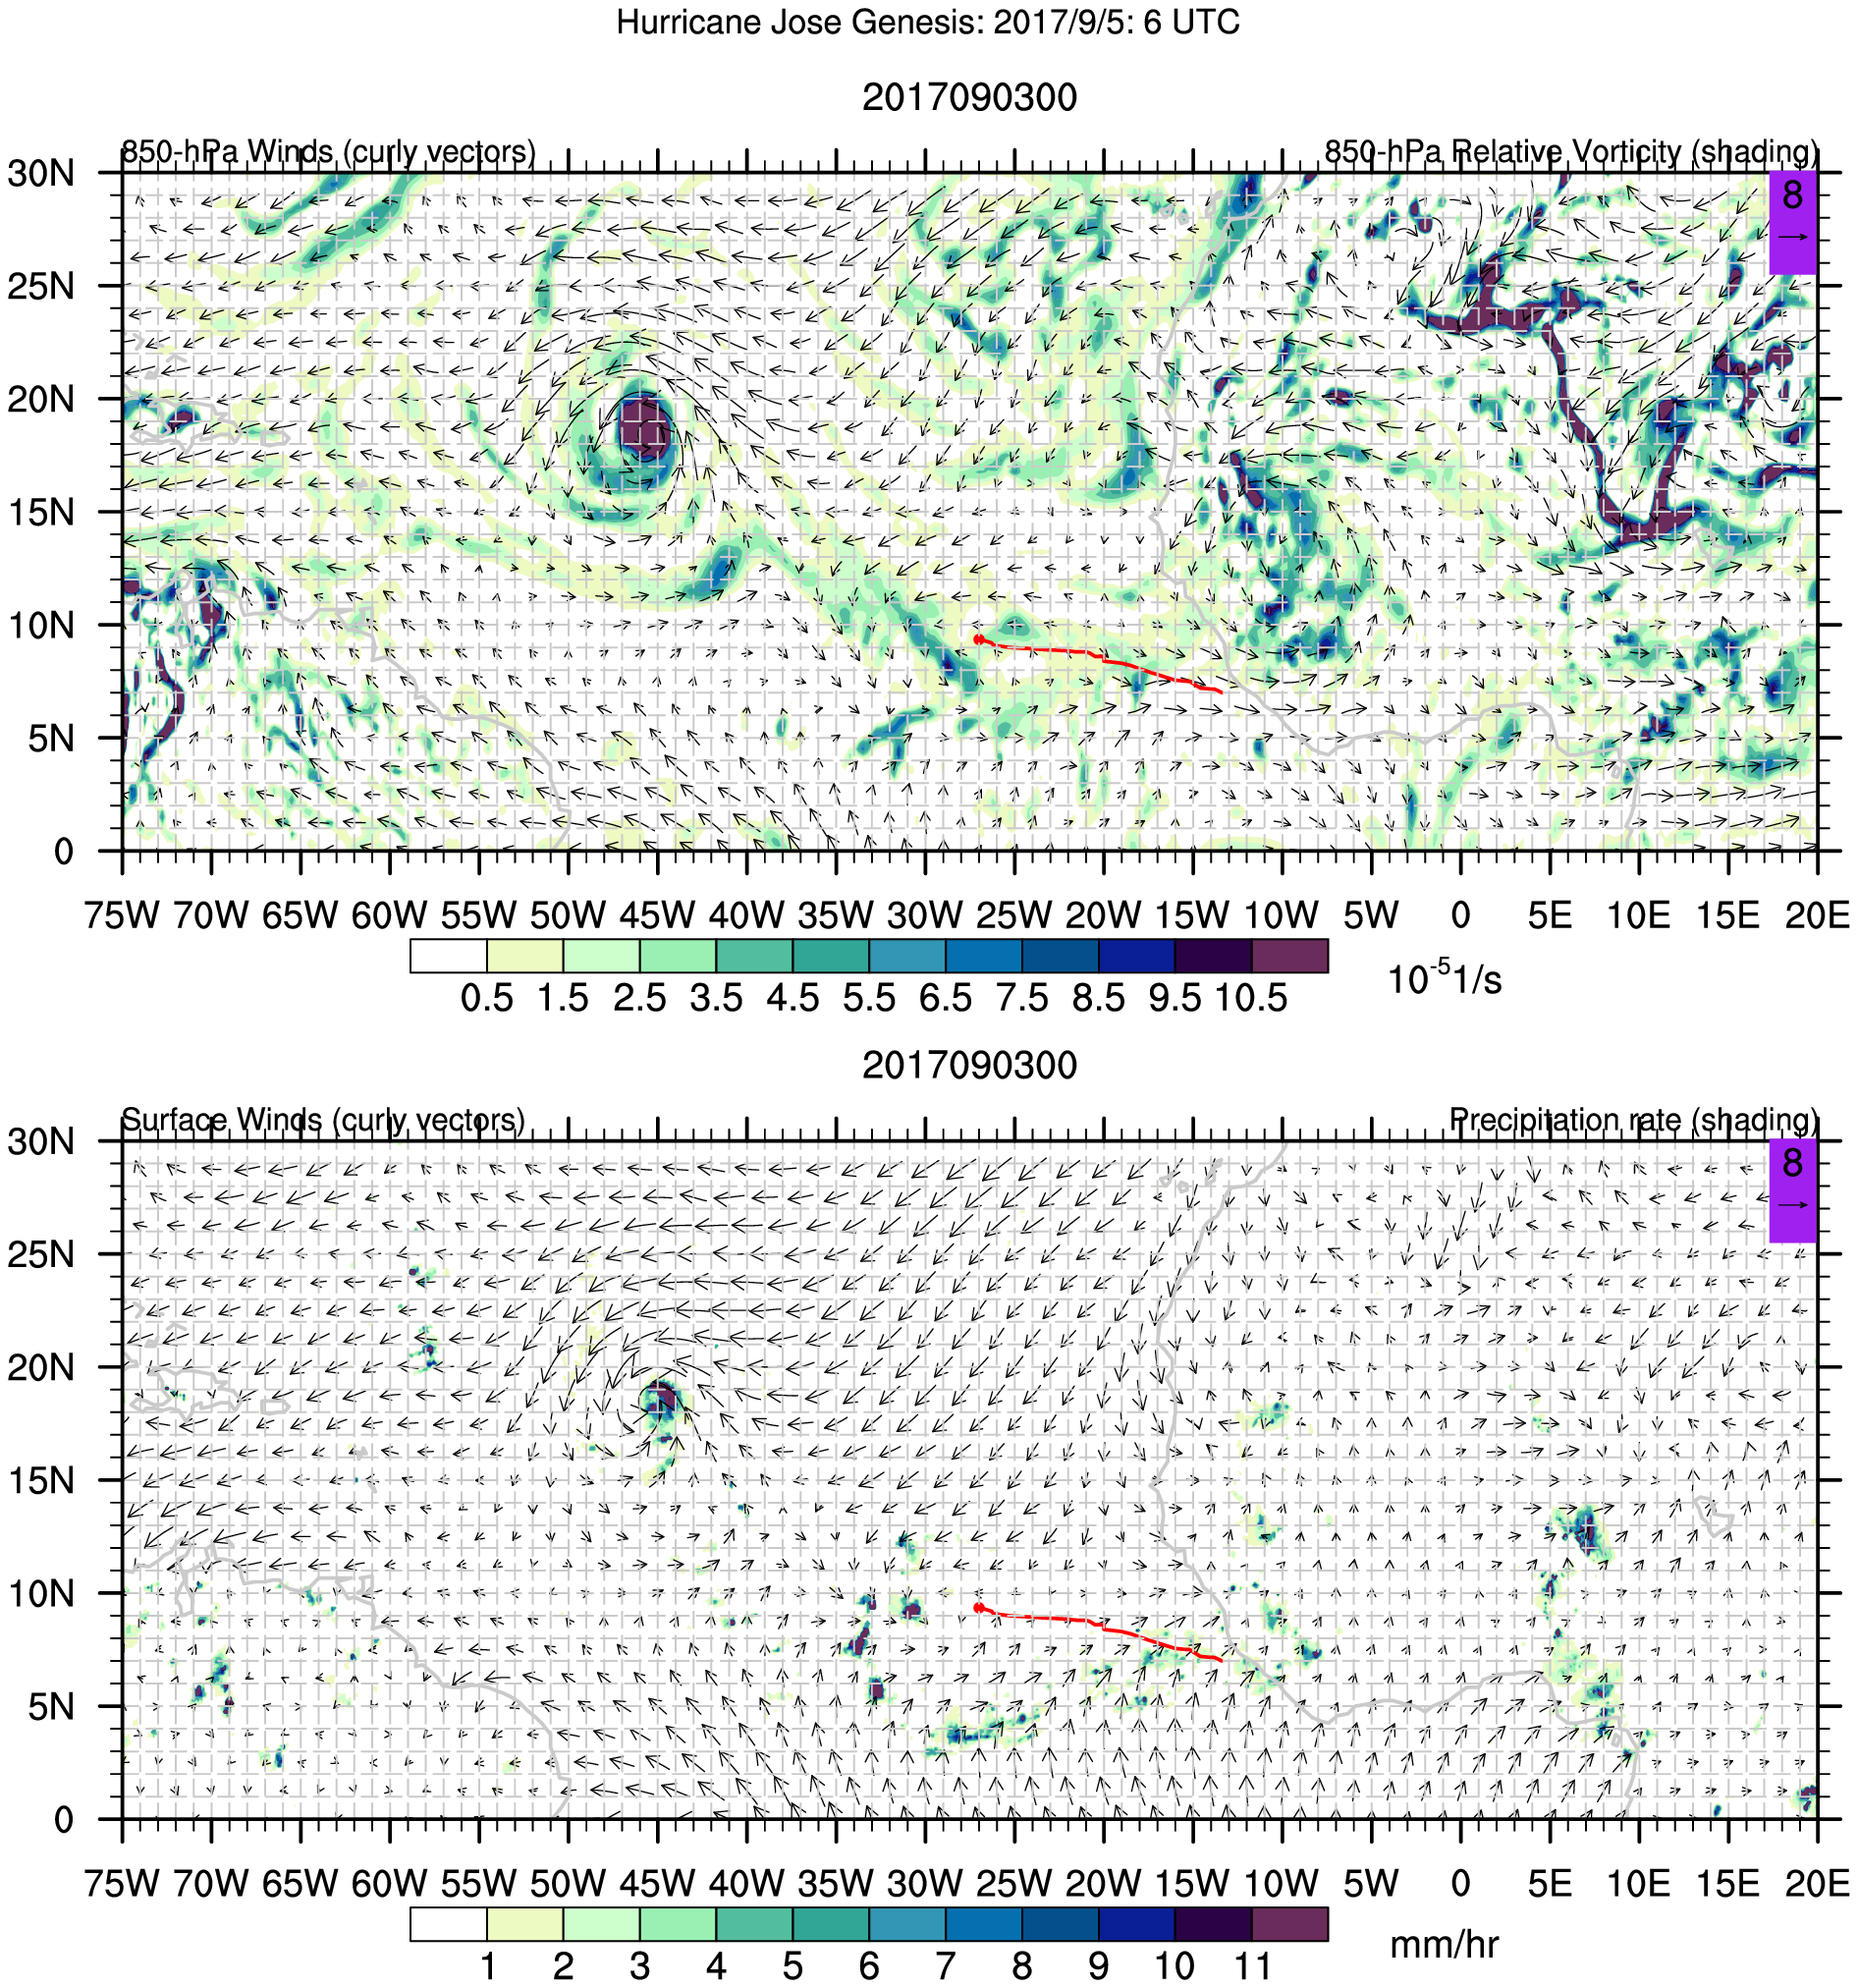 Hurricane Jose Genesis: 2017/9/5: 6 UTC
2017090300
850-hPa Winds (curly vectors) 850-hPa Relative Vorticity (shading)
30N
8
25N
20N
15N
10N
5N
0
75W 70W 65W 60W 55W 50W 45W 40W 35W 30W 25W 20W 15W 10W 5W 0 5E 10E 15E 20E
0.5 1.5 2.5 3.5 4.5 5.5 6.5 7.5 8.5 9.5 10.5
10-51/s
2017090300
Surface Winds (curly vectors) Precipitation rate (shading)
30N
8
25N
20N
15N
10N
5N
0
75W 70W 65W 60W 55W 50W 45W 40W 35W 30W 25W 20W 15W 10W 5W 0 5E 10E 15E 20E
1 2 3 4 5 6 7 8 9 10 11
mm/hr